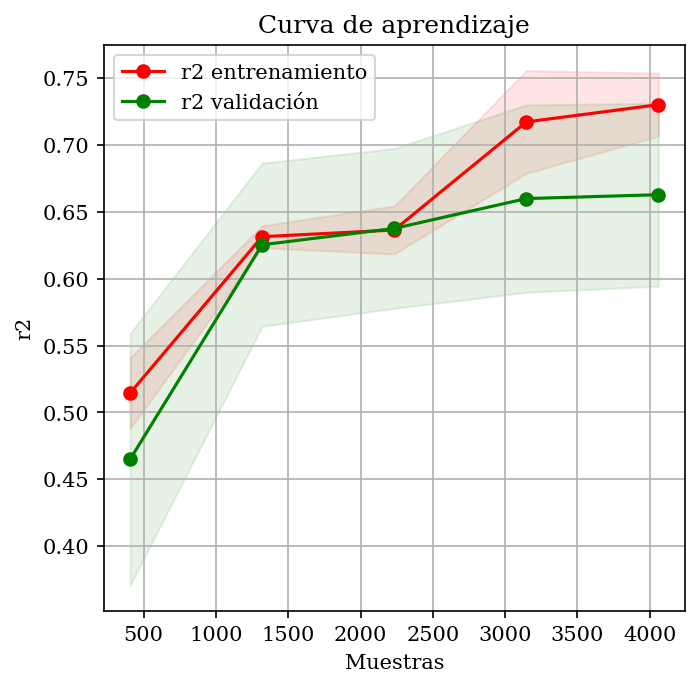 Curva de aprendizaje
r2 entrenamiento
r2 validación
0.75
0.70
0.65
0.60
0.55
0.50
0.45
0.40
r2
500 1000 1500 2000 2500 3000 3500 4000
Muestras